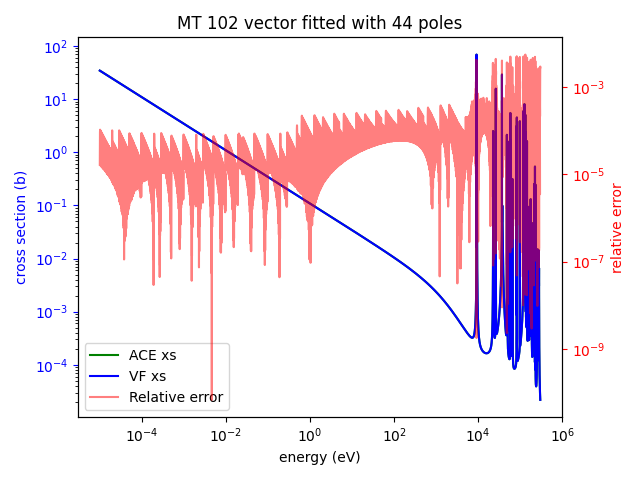 MT 102 vector fitted with 44 poles
cross section (b)
10^2
10^1
10^0
10^−1
10^−2
10^−3
10^−4
ACE xs
VF xs
Relative error
10^−3
10^−5
10^−7
10^−9
relative error
10^−4
10^−2
10^0
10^2
10^4
10^6
energy (eV)